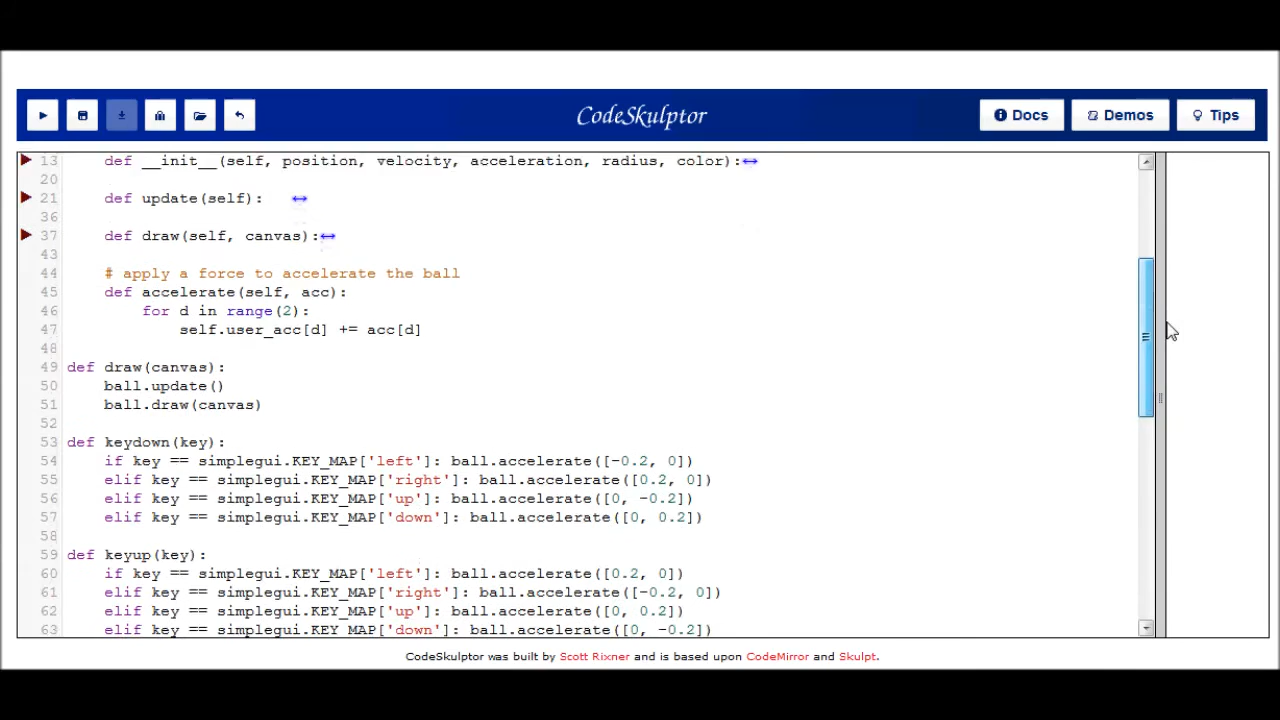 CodeSkulptor
Docs
Demos
Tips
13 def __init__(self, position, velocity, acceleration, radius, color):↔
20
21 def update(self): ↔
36
37 def draw(self, canvas):↔
43
44 # apply a force to accelerate the ball
45 def accelerate(self, acc):
46 for d in range(2):
47 self.user_acc[d] += acc[d]
48
49 def draw(canvas):
50 ball.update()
51 ball.draw(canvas)
52
53 def keydown(key):
54 if key == simplegui.KEY_MAP['left']: ball.accelerate([-0.2, 0])
55 elif key == simplegui.KEY_MAP['right']: ball.accelerate([0.2, 0])
56 elif key == simplegui.KEY_MAP['up']: ball.accelerate([0, -0.2])
57 elif key == simplegui.KEY_MAP['down']: ball.accelerate([0, 0.2])
58
59 def keyup(key):
60 if key == simplegui.KEY_MAP['left']: ball.accelerate([0.2, 0])
61 elif key == simplegui.KEY_MAP['right']: ball.accelerate([-0.2, 0])
62 elif key == simplegui.KEY_MAP['up']: ball.accelerate([0, 0.2])
63 elif key == simplegui.KEY_MAP['down']: ball.accelerate([0, -0.2])
CodeSkulptor was built by Scott Rixner and is based upon CodeMirror and Skulpt.